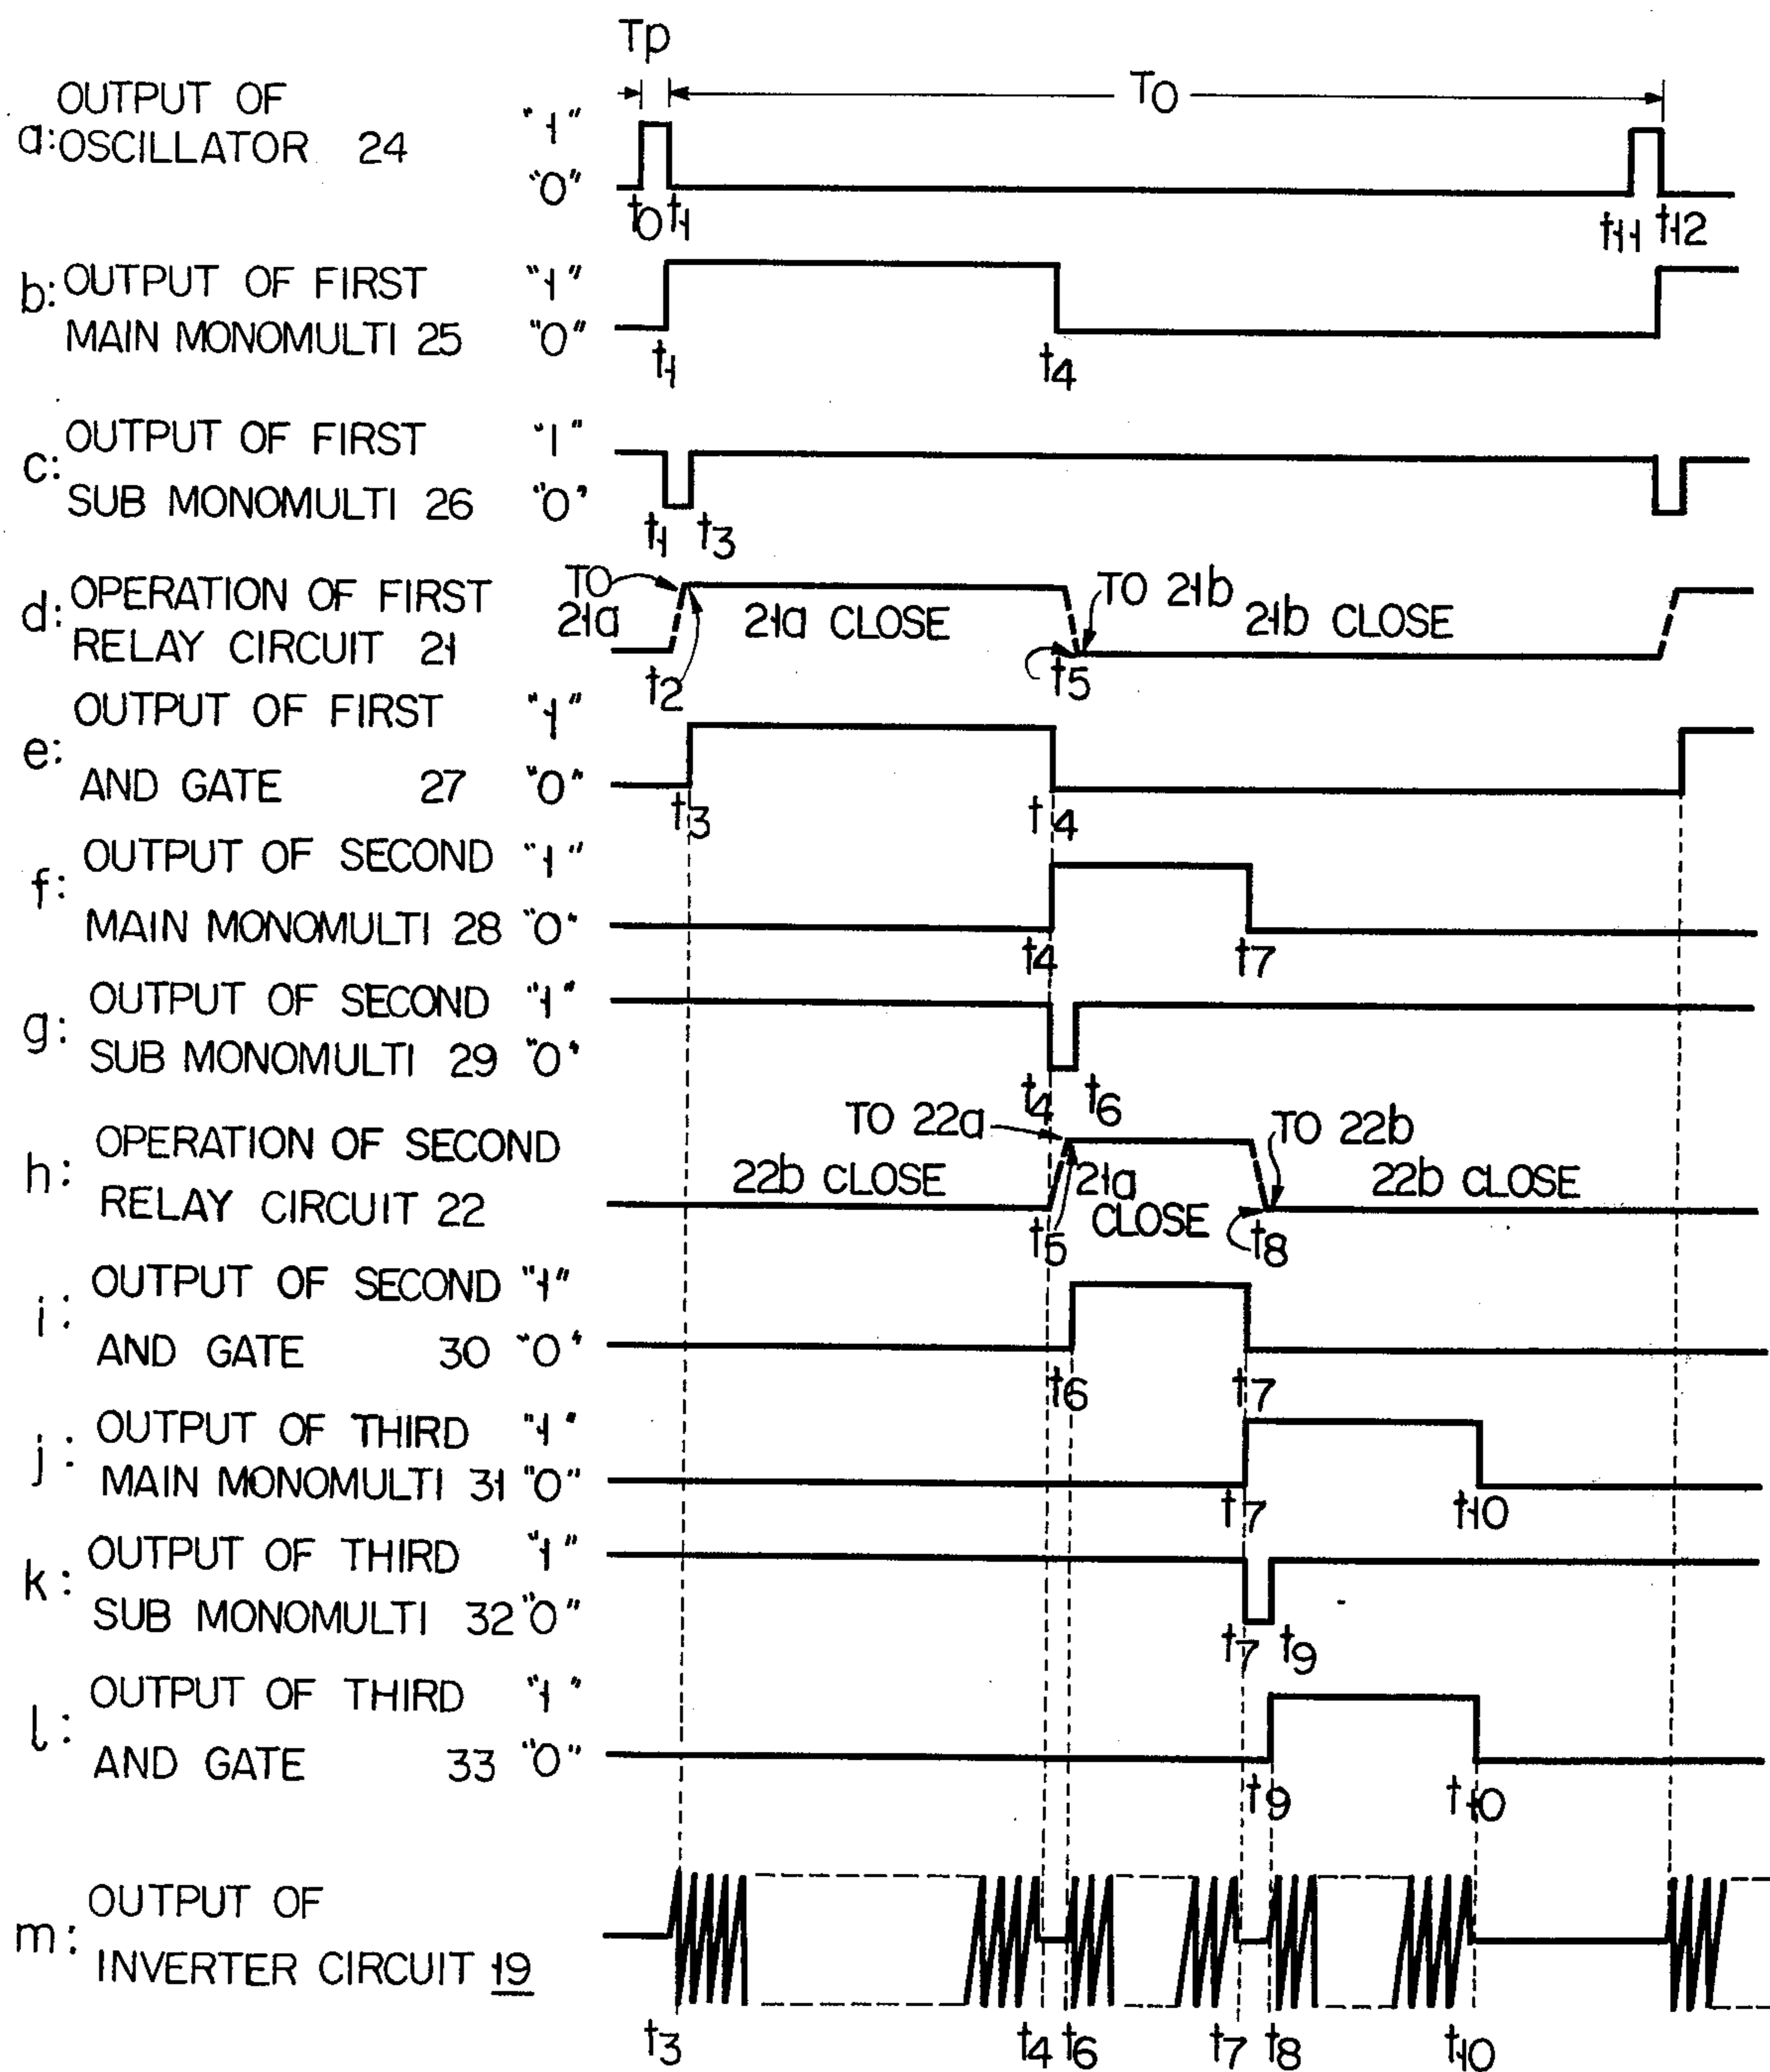 Tp
TO
a: OUTPUT OF "1"
OSCILLATOR 24 "0"
t0 t1 t11 t12
b: OUTPUT OF FIRST "1"
MAIN MONOMULTI 25 "0"
t1 t4
c: OUTPUT OF FIRST "1"
SUB MONOMULTI 26 "0"
t1 t3
d: OPERATION OF FIRST
RELAY CIRCUIT 21
TO 21a
21a CLOSE
TO 21b
21b CLOSE
t2 t5
e: OUTPUT OF FIRST "1"
AND GATE 27 "0"
t3 t4
f: OUTPUT OF SECOND "1"
MAIN MONOMULTI 28 "0"
t4 t7
g: OUTPUT OF SECOND "1"
SUB MONOMULTI 29 "0"
t4 t6
h: OPERATION OF SECOND
RELAY CIRCUIT 22
TO 22a
TO 22b
22b CLOSE
21a
CLOSE
22b CLOSE
t5 t8
i: OUTPUT OF SECOND "1"
AND GATE 30 "0"
t6 t7
j: OUTPUT OF THIRD "1"
MAIN MONOMULTI 31 "0"
t7 t10
k: OUTPUT OF THIRD "1"
SUB MONOMULTI 32 "0"
t7 t9
l: OUTPUT OF THIRD "1"
AND GATE 33 "0"
t9 t10
m: OUTPUT OF
INVERTER CIRCUIT 19
t3 t4 t6 t7 t8 t10